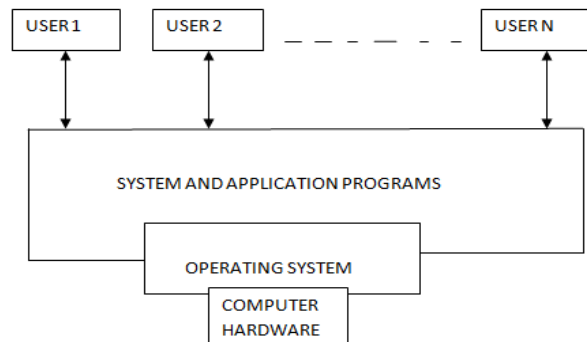 USER 1
USER 2
USER N
SYSTEM AND APPLICATION PROGRAMS
OPERATING SYSTEM
COMPUTER
HARDWARE